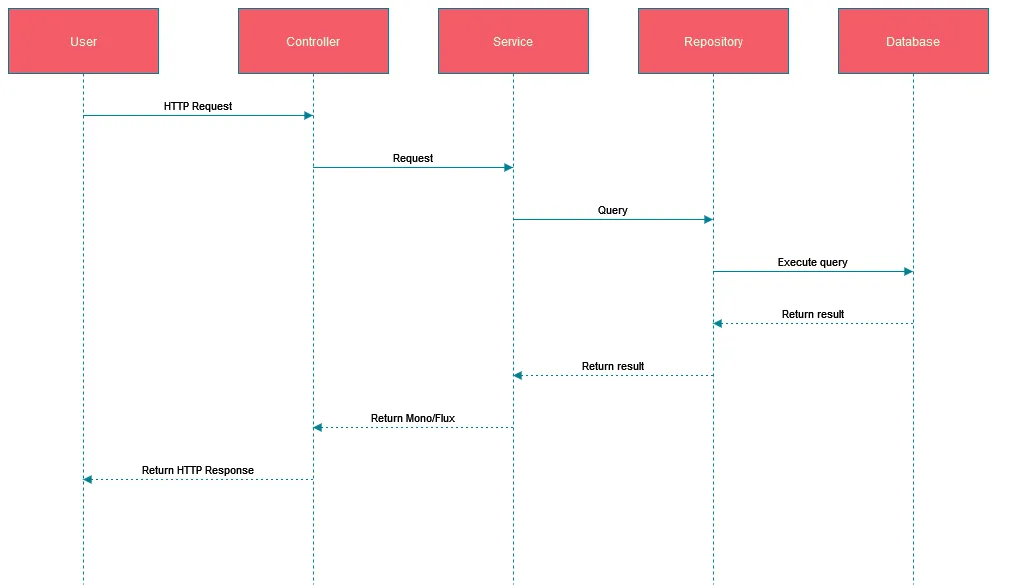 User
Controller
Service
Repository
Database
HTTP Request
Request
Query
Execute query
Return result
Return result
Return Mono/Flux
Return HTTP Response